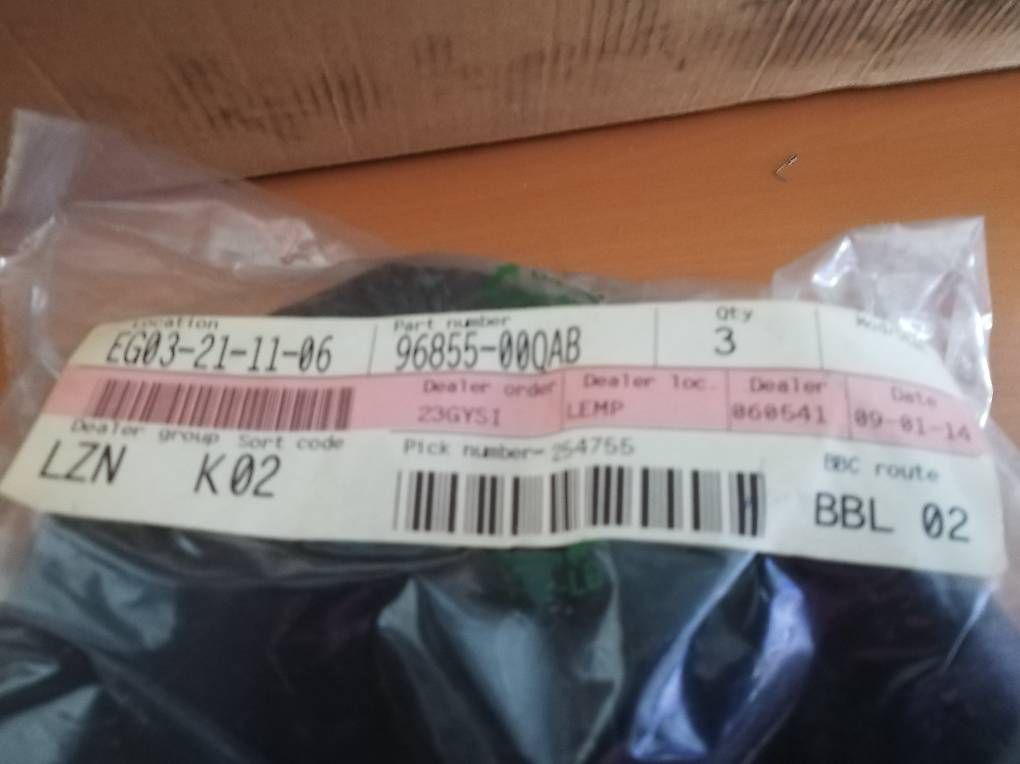 Location Part number Qty
EG03-21-11-06 96855-00QAB 3
Dealer order Dealer loc. Dealer Date
23GYSI LEMP 060541 09-01-14
Dealer group Sort code Pick number- 254755 BBC route
LZN K02 BBL 02